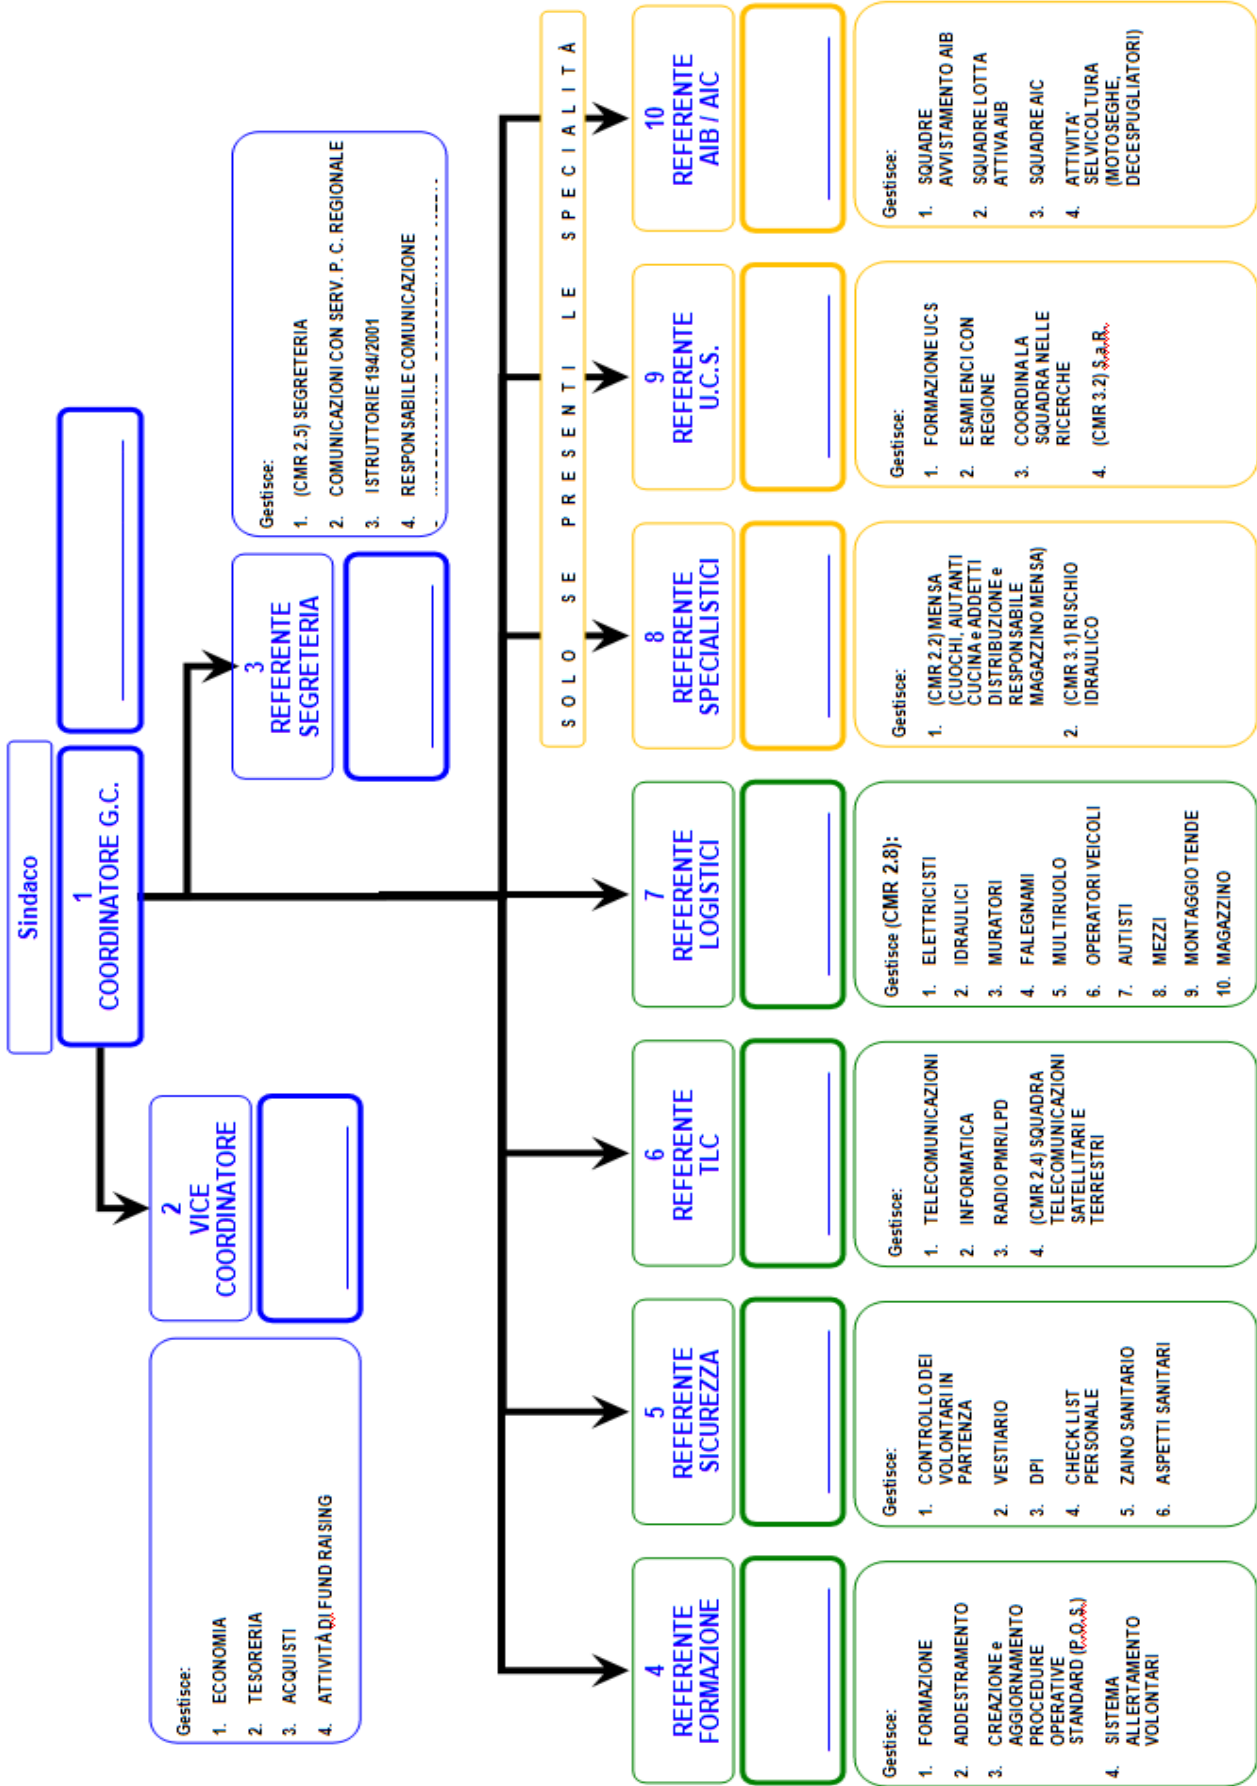 Sindaco
1
COORDINATORE G.C.
2
VICE
COORDINATORE
Gestisce:
1. ECONOMIA
2. TESORERIA
3. ACQUISTI
4. ATTIVITÀ DI FUND RAISING
3
REFERENTE
SEGRETERIA
Gestisce:
1. (CMR 2.5) SEGRETERIA
2. COMUNICAZIONI CON SERV. P. C. REGIONALE
3. ISTRUTTORIE 194/2001
4. RESPONSABILE COMUNICAZIONE
SOLO SE PRESENTI LE SPECIALITÀ
4
REFERENTE
FORMAZIONE
Gestisce:
1. FORMAZIONE
2. ADDESTRAMENTO
3. CREAZIONE e
AGGIORNAMENTO
PROCEDURE
OPERATIVE
STANDARD (P.O.S.)
4. SISTEMA
ALLERTAMENTO
VOLONTARI
5
REFERENTE
SICUREZZA
Gestisce:
1. CONTROLLO DEI
VOLONTARI IN
PARTENZA
2. VESTIARIO
3. DPI
4. CHECK LIST
PERSONALE
5. ZAINO SANITARIO
6. ASPETTI SANITARI
6
REFERENTE
TLC
Gestisce:
1. TELECOMUNICAZIONI
2. INFORMATICA
3. RADIO PMR/LPD
4. (CMR 2.4) SQUADRA
TELECOMUNICAZIONI
SATELLITARI E
TERRESTRI
7
REFERENTE
LOGISTICI
Gestisce (CMR 2.8):
1. ELETTRICISTI
2. IDRAULICI
3. MURATORI
4. FALEGNAMI
5. MULTIRUOLO
6. OPERATORI VEICOLI
7. AUTISTI
8. MEZZI
9. MONTAGGIO TENDE
10. MAGAZZINO
8
REFERENTE
SPECIALISTICI
Gestisce:
1. (CMR 2.2) MENSA
(CUOCHI, AIUTANTI
CUCINA e ADDETTI
DISTRIBUZIONE e
RESPONSABILE
MAGAZZINO MENSA)
2. (CMR 3.1) RISCHIO
IDRAULICO
9
REFERENTE
U.C.S.
Gestisce:
1. FORMAZIONE UCS
2. ESAMI ENCI CON
REGIONE
3. COORDINA LA
SQUADRA NELLE
RICERCHE
4. (CMR 3.2) S.a.R.
10
REFERENTE
AIB / AIC
Gestisce:
1. SQUADRE
AVVISTAMENTO AIB
2. SQUADRE LOTTA
ATTIVA AIB
3. SQUADRE AIC
4. ATTIVITA'
SELVICOLTURA
(MOTOSEGHE,
DECESPUGLIATORI)